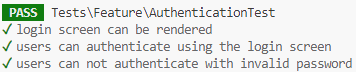 PASS Tests\Feature\AuthenticationTest
✓ login screen can be rendered
✓ users can authenticate using the login screen
✓ users can not authenticate with invalid password